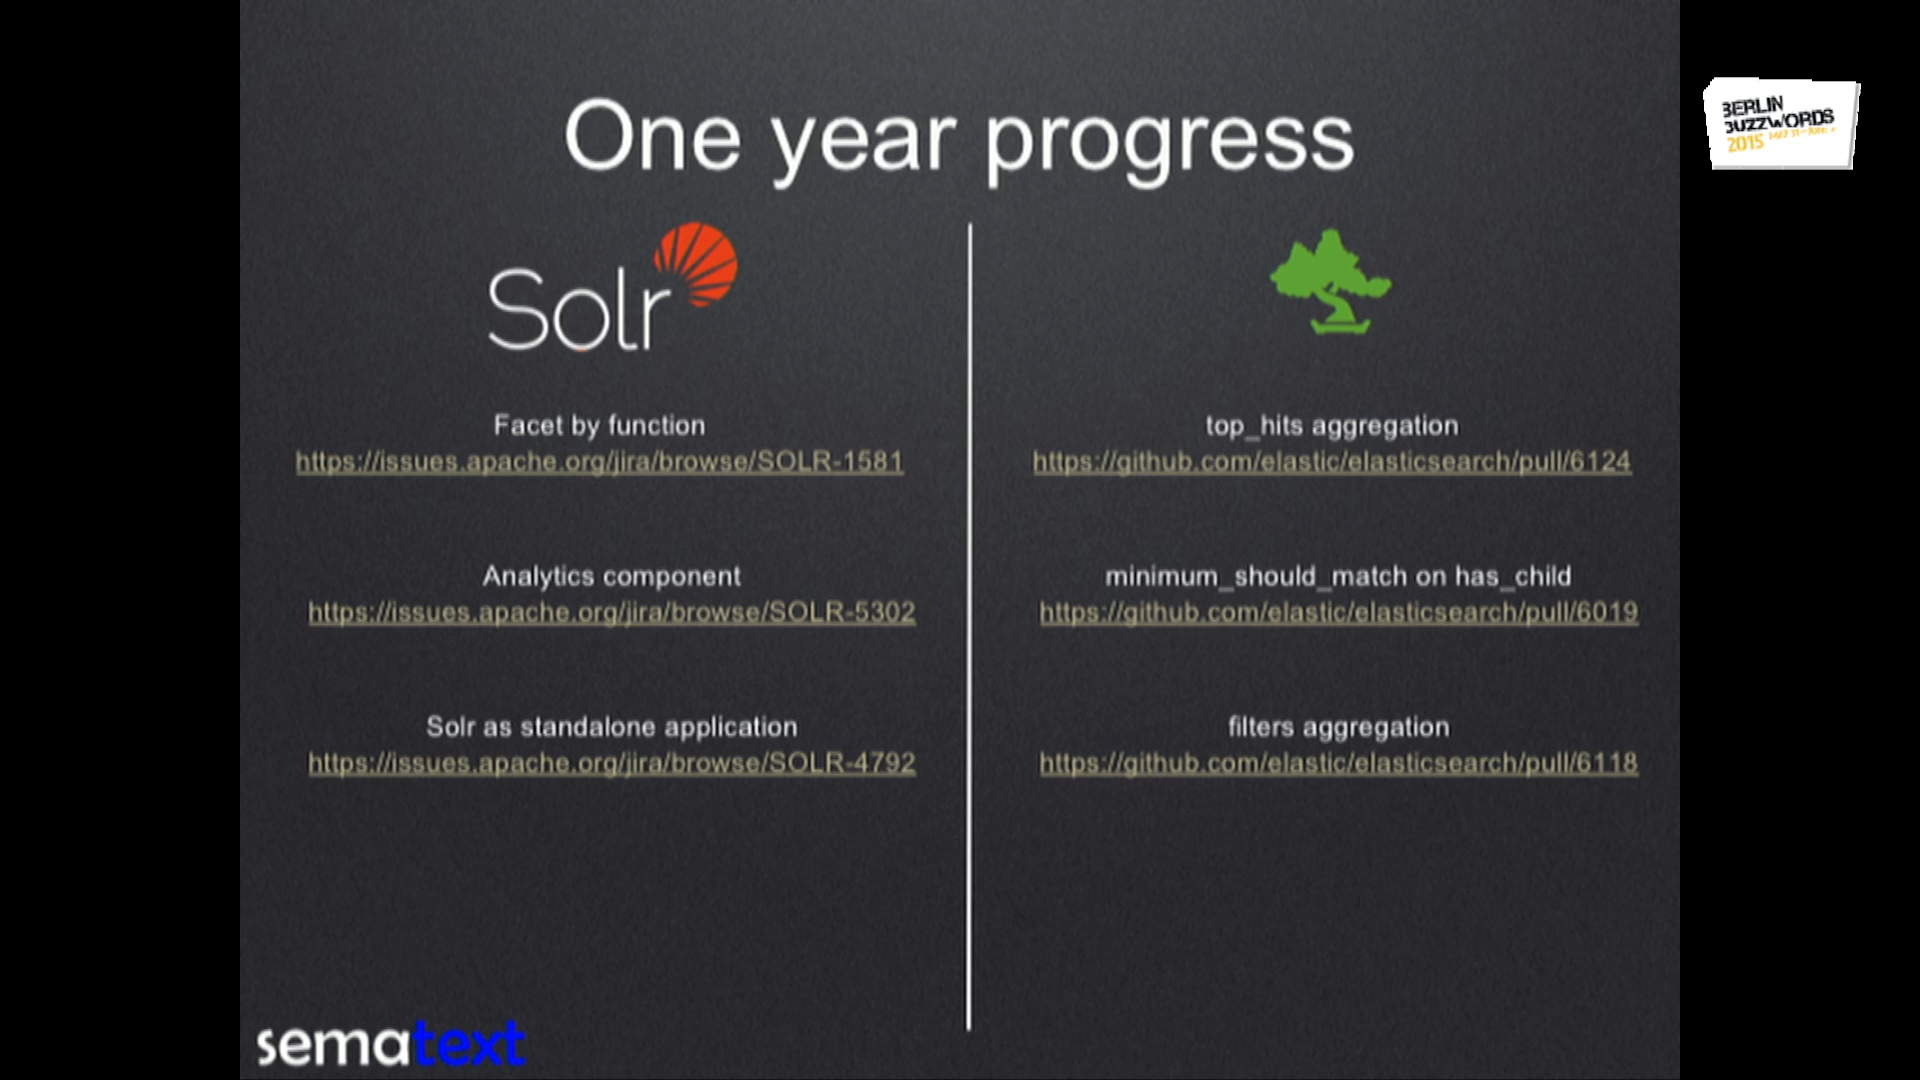 One year progress
Solr
Facet by function
https://issues.apache.org/jira/browse/SOLR-1581
Analytics component
https://issues.apache.org/jira/browse/SOLR-5302
Solr as standalone application
https://issues.apache.org/jira/browse/SOLR-4792
top_hits aggregation
https://github.com/elastic/elasticsearch/pull/6124
minimum_should_match on has_child
https://github.com/elastic/elasticsearch/pull/6019
filters aggregation
https://github.com/elastic/elasticsearch/pull/6118
sematext
BERLIN
BUZZWORDS
2015